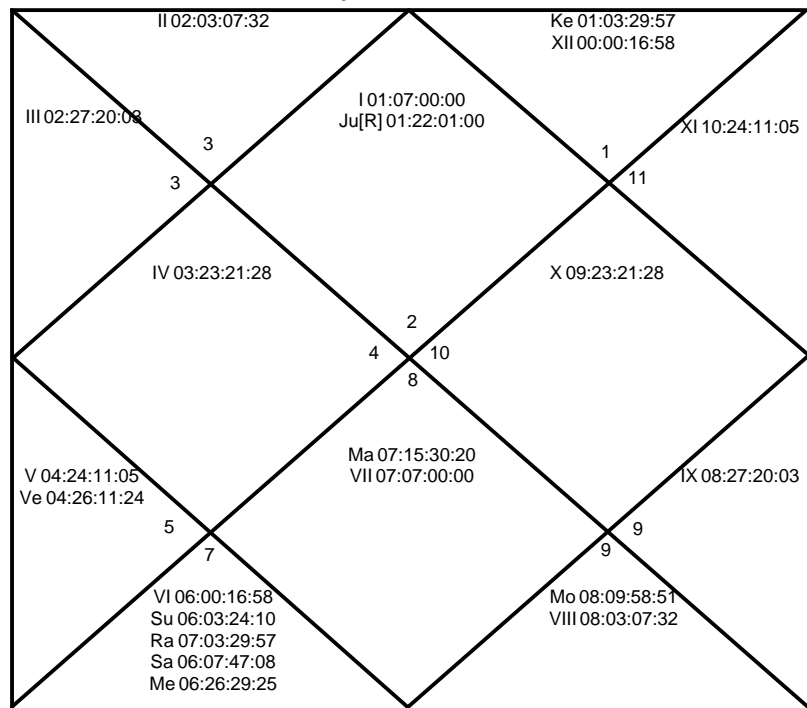 II 02:03:07:32
Ke 01:03:29:57
XII 00:00:16:58
I 01:07:00:00
Ju[R] 01:22:01:00
III 02:27:20:03
XI 10:24:11:05
3
1
3
11
IV 03:23:21:28
X 09:23:21:28
2
4
10
8
Ma 07:15:30:20
VII 07:07:00:00
V 04:24:11:05
Ve 04:26:11:24
IX 08:27:20:03
5
9
7
9
VI 06:00:16:58
Su 06:03:24:10
Ra 07:03:29:57
Sa 06:07:47:08
Me 06:26:29:25
Mo 08:09:58:51
VIII 08:03:07:32